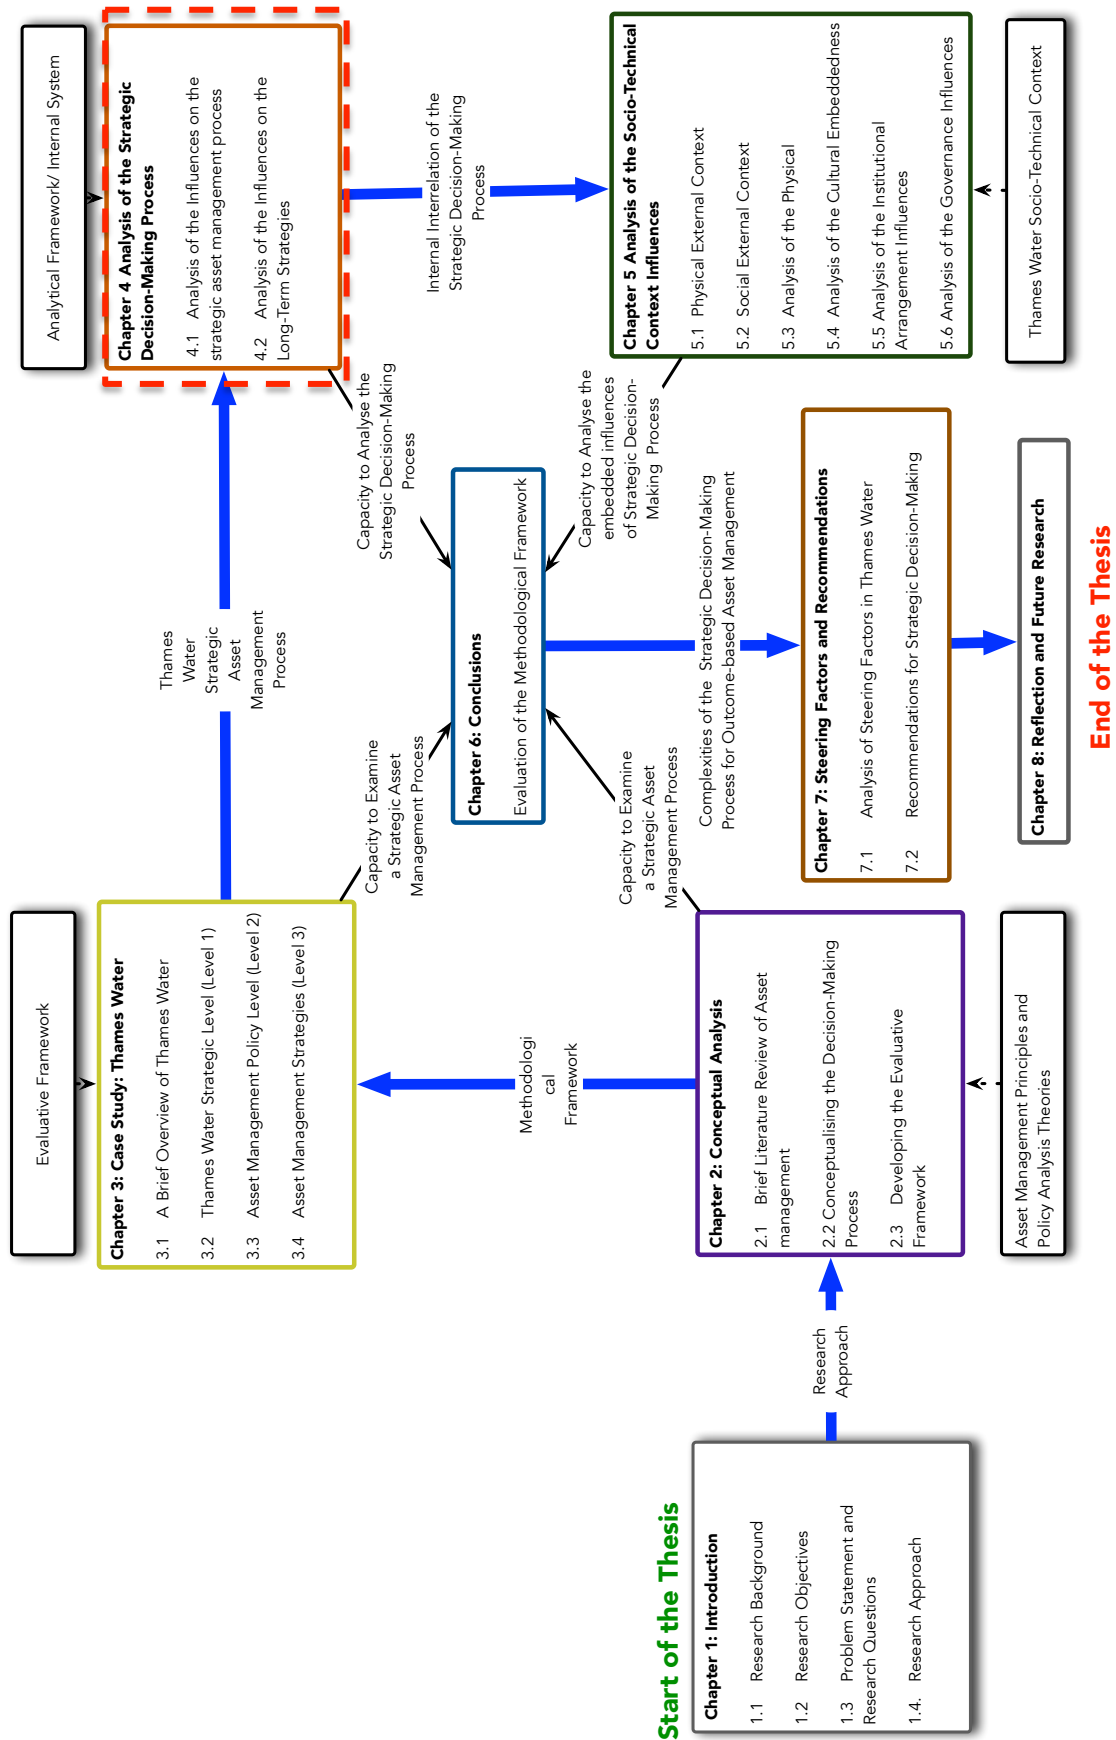 Start of the Thesis
Chapter 1: Introduction
1.1 Research Background
1.2 Research Objectives
1.3 Problem Statement and
Research Questions
1.4. Research Approach
Research
Approach
Chapter 2: Conceptual Analysis
2.1 Brief Literature Review of Asset
management
2.2 Conceptualising the Decision-Making
Process
2.3 Developing the Evaluative
Framework
Asset Management Principles and
Policy Analysis Theories
Methodologi
cal
Framework
Evaluative Framework
Chapter 3: Case Study: Thames Water
3.1 A Brief Overview of Thames Water
3.2 Thames Water Strategic Level (Level 1)
3.3 Asset Management Policy Level (Level 2)
3.4 Asset Management Strategies (Level 3)
Thames
Water
Strategic
Asset
Management
Process
Analytical Framework/ Internal System
Chapter 4 Analysis of the Strategic
Decision-Making Process
4.1 Analysis of the Influences on the
strategic asset management process
4.2 Analysis of the Influences on the
Long-Term Strategies
Internal Interrelation of the
Strategic Decision-Making
Process
Chapter 5 Analysis of the Socio-Technical
Context Influences
5.1 Physical External Context
5.2 Social External Context
5.3 Analysis of the Physical
5.4 Analysis of the Cultural Embeddedness
5.5 Analysis of the Institutional
Arrangement Influences
5.6 Analysis of the Governance Influences
Thames Water Socio-Technical Context
Capacity to Examine
a Strategic Asset
Management Process
Capacity to Analyse the
Strategic Decision-Making
Process
Capacity to Examine
a Strategic Asset
Management Process
Capacity to Analyse the
embedded influences
of Strategic Decision-
Making Process
Chapter 6: Conclusions
Evaluation of the Methodological Framework
Complexities of the Strategic Decision-Making
Process for Outcome-based Asset Management
Chapter 7: Steering Factors and Recommendations
7.1 Analysis of Steering Factors in Thames Water
7.2 Recommendations for Strategic Decision-Making
Chapter 8: Reflection and Future Research
End of the Thesis